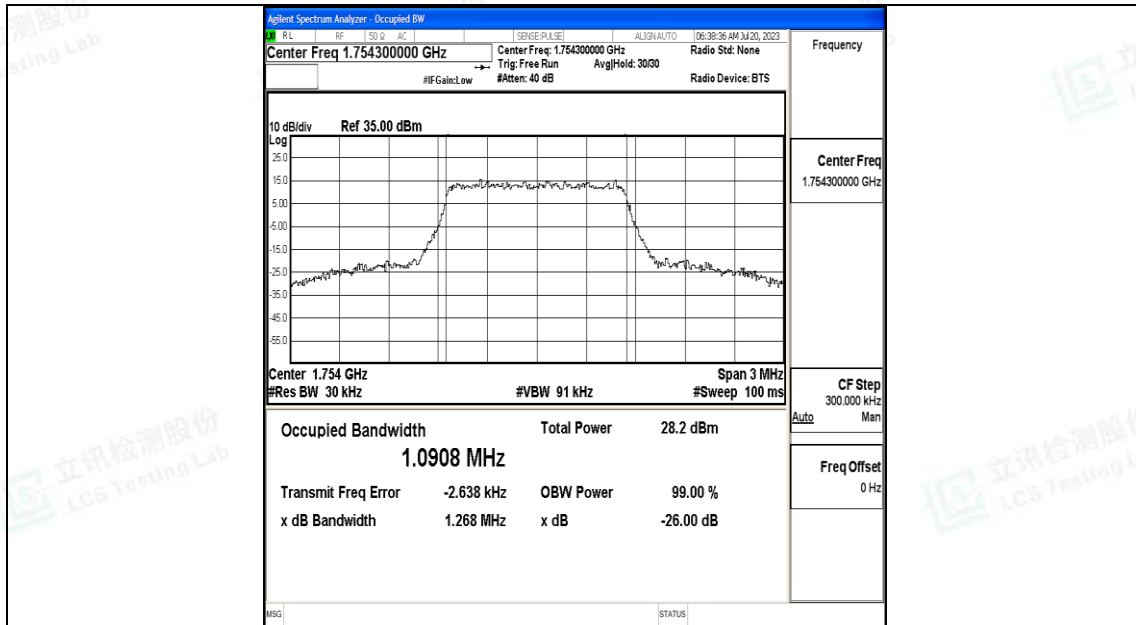 Agilent Spectrum Analyzer - Occupied BW
LXI RL RF 50 Ω AC SENSE:PULSE ALIGN AUTO 06:38:36 AM Jul 20, 2023
Center Freq 1.754300000 GHz
Center Freq: 1.754300000 GHz Radio Std: None
Trig: Free Run Avg|Hold: 30/30
#IFGain:Low #Atten: 40 dB Radio Device: BTS
Frequency
10 dB/div Ref 35.00 dBm
Log
25.0
15.0
5.00
-5.00
-15.0
-25.0
-35.0
-45.0
-55.0
Center 1.754 GHz Span 3 MHz
#Res BW 30 kHz #VBW 91 kHz #Sweep 100 ms
Center Freq
1.754300000 GHz
CF Step
300.000 kHz
Auto Man
Freq Offset
0 Hz
Occupied Bandwidth Total Power 28.2 dBm
1.0908 MHz
Transmit Freq Error -2.638 kHz OBW Power 99.00 %
x dB Bandwidth 1.268 MHz x dB -26.00 dB
MSG STATUS
立讯检测股份
LCS Testing Lab
立讯检测股份
LCS Testing L